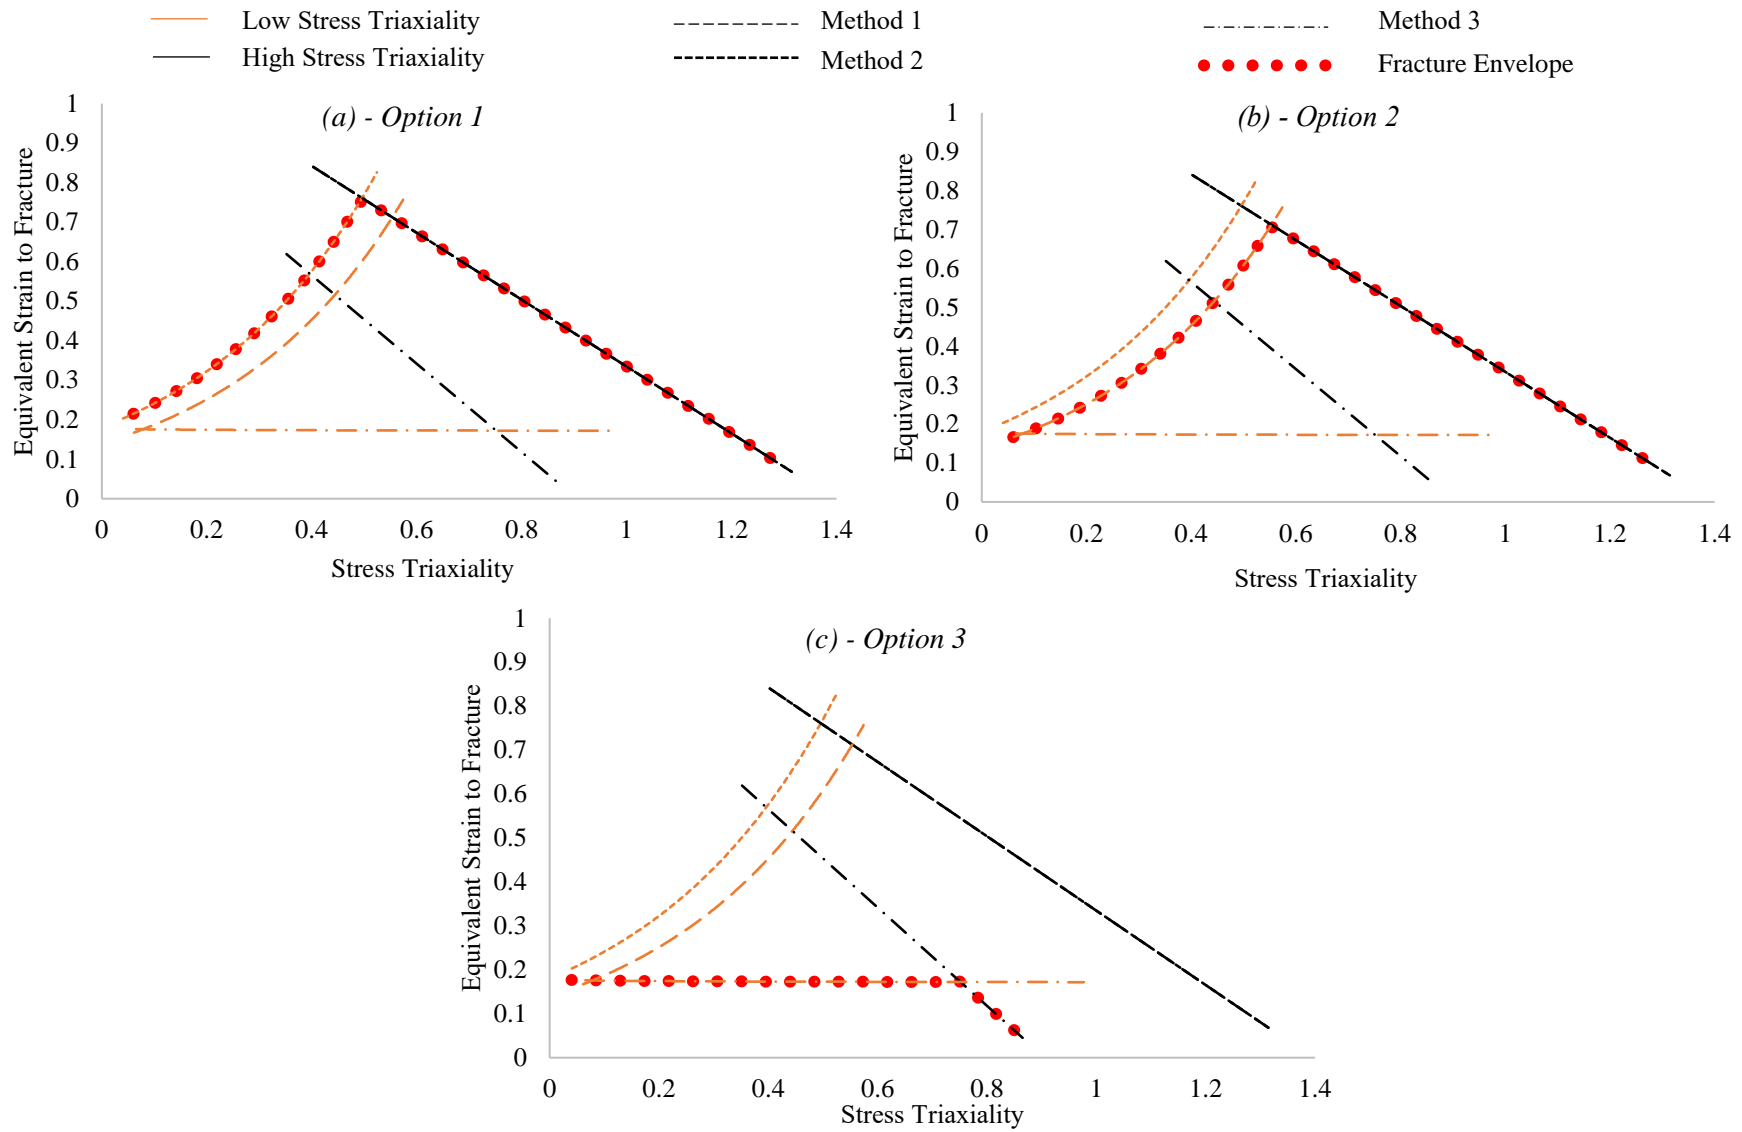 Low Stress Triaxiality
High Stress Triaxiality
Method 1
Method 2
Method 3
Fracture Envelope
(a) - Option 1
Equivalent Strain to Fracture
1
0.9
0.8
0.7
0.6
0.5
0.4
0.3
0.2
0.1
0
0 0.2 0.4 0.6 0.8 1 1.2 1.4
Stress Triaxiality
(b) - Option 2
Equivalent Strain to Fracture
1
0.9
0.8
0.7
0.6
0.5
0.4
0.3
0.2
0.1
0
0 0.2 0.4 0.6 0.8 1 1.2 1.4
Stress Triaxiality
(c) - Option 3
Equivalent Strain to Fracture
1
0.9
0.8
0.7
0.6
0.5
0.4
0.3
0.2
0.1
0
0 0.2 0.4 0.6 0.8 1 1.2 1.4
Stress Triaxiality